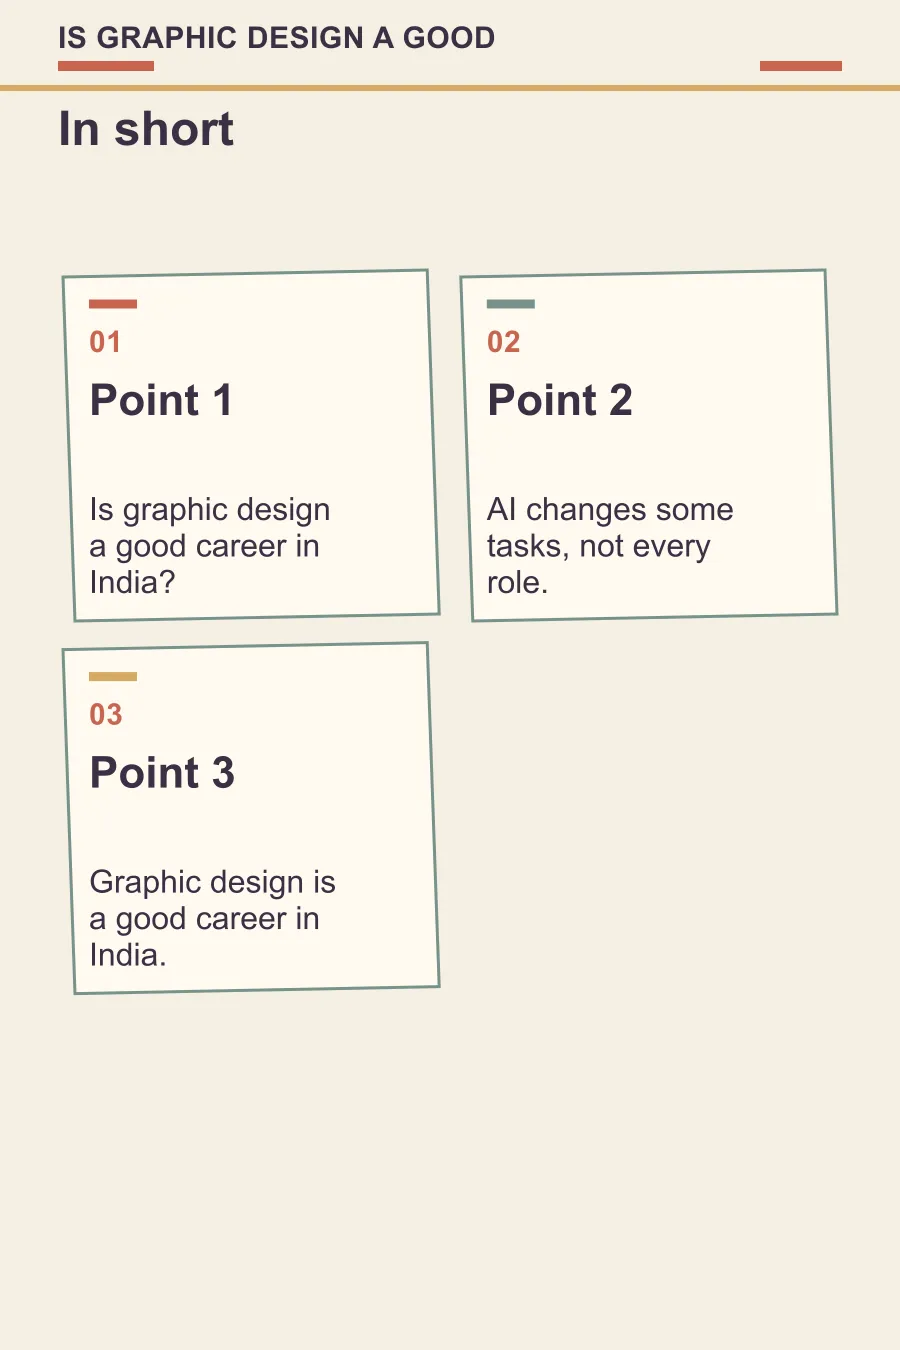 IS GRAPHIC DESIGN A GOOD
In short
01
Point 1
Is graphic design
a good career in
India?
02
Point 2
AI changes some
tasks, not every
role.
03
Point 3
Graphic design is
a good career in
India.